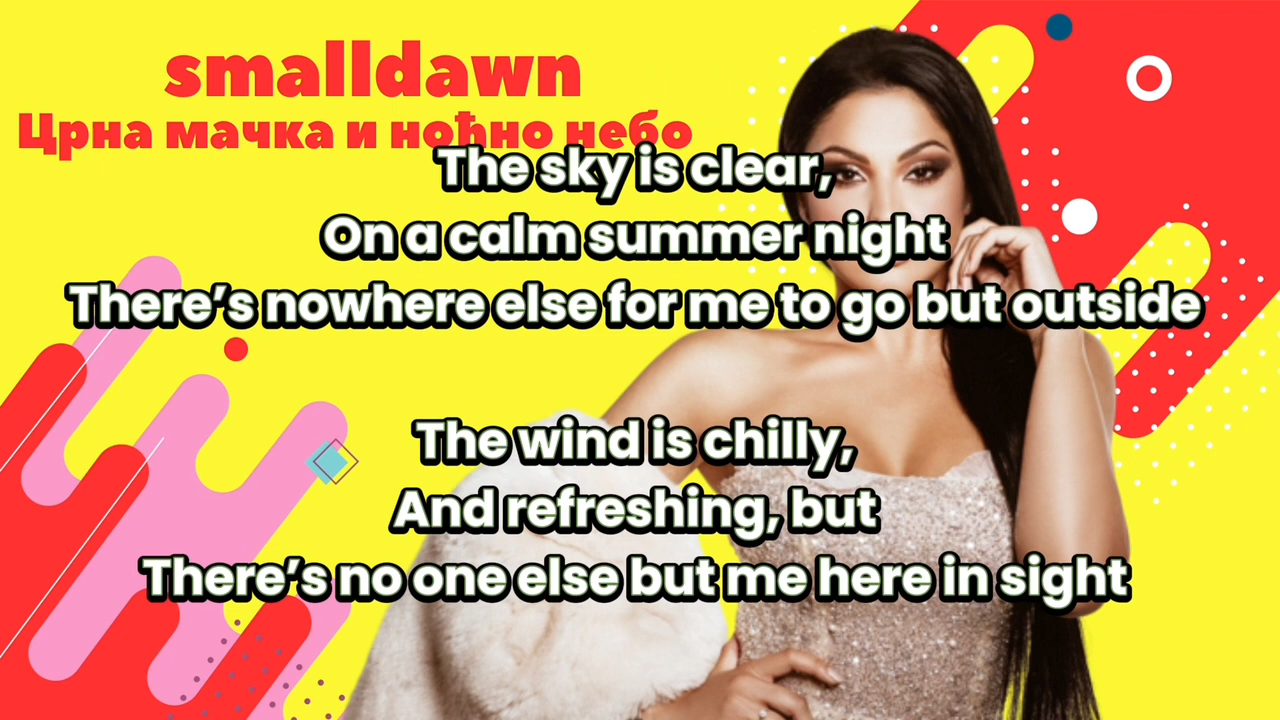 smalldawn
Црна мачка и ноћно небо
The sky is clear,
On a calm summer night
There's nowhere else for me to go but outside
The wind is chilly,
And refreshing, but
There's no one else but me here in sight